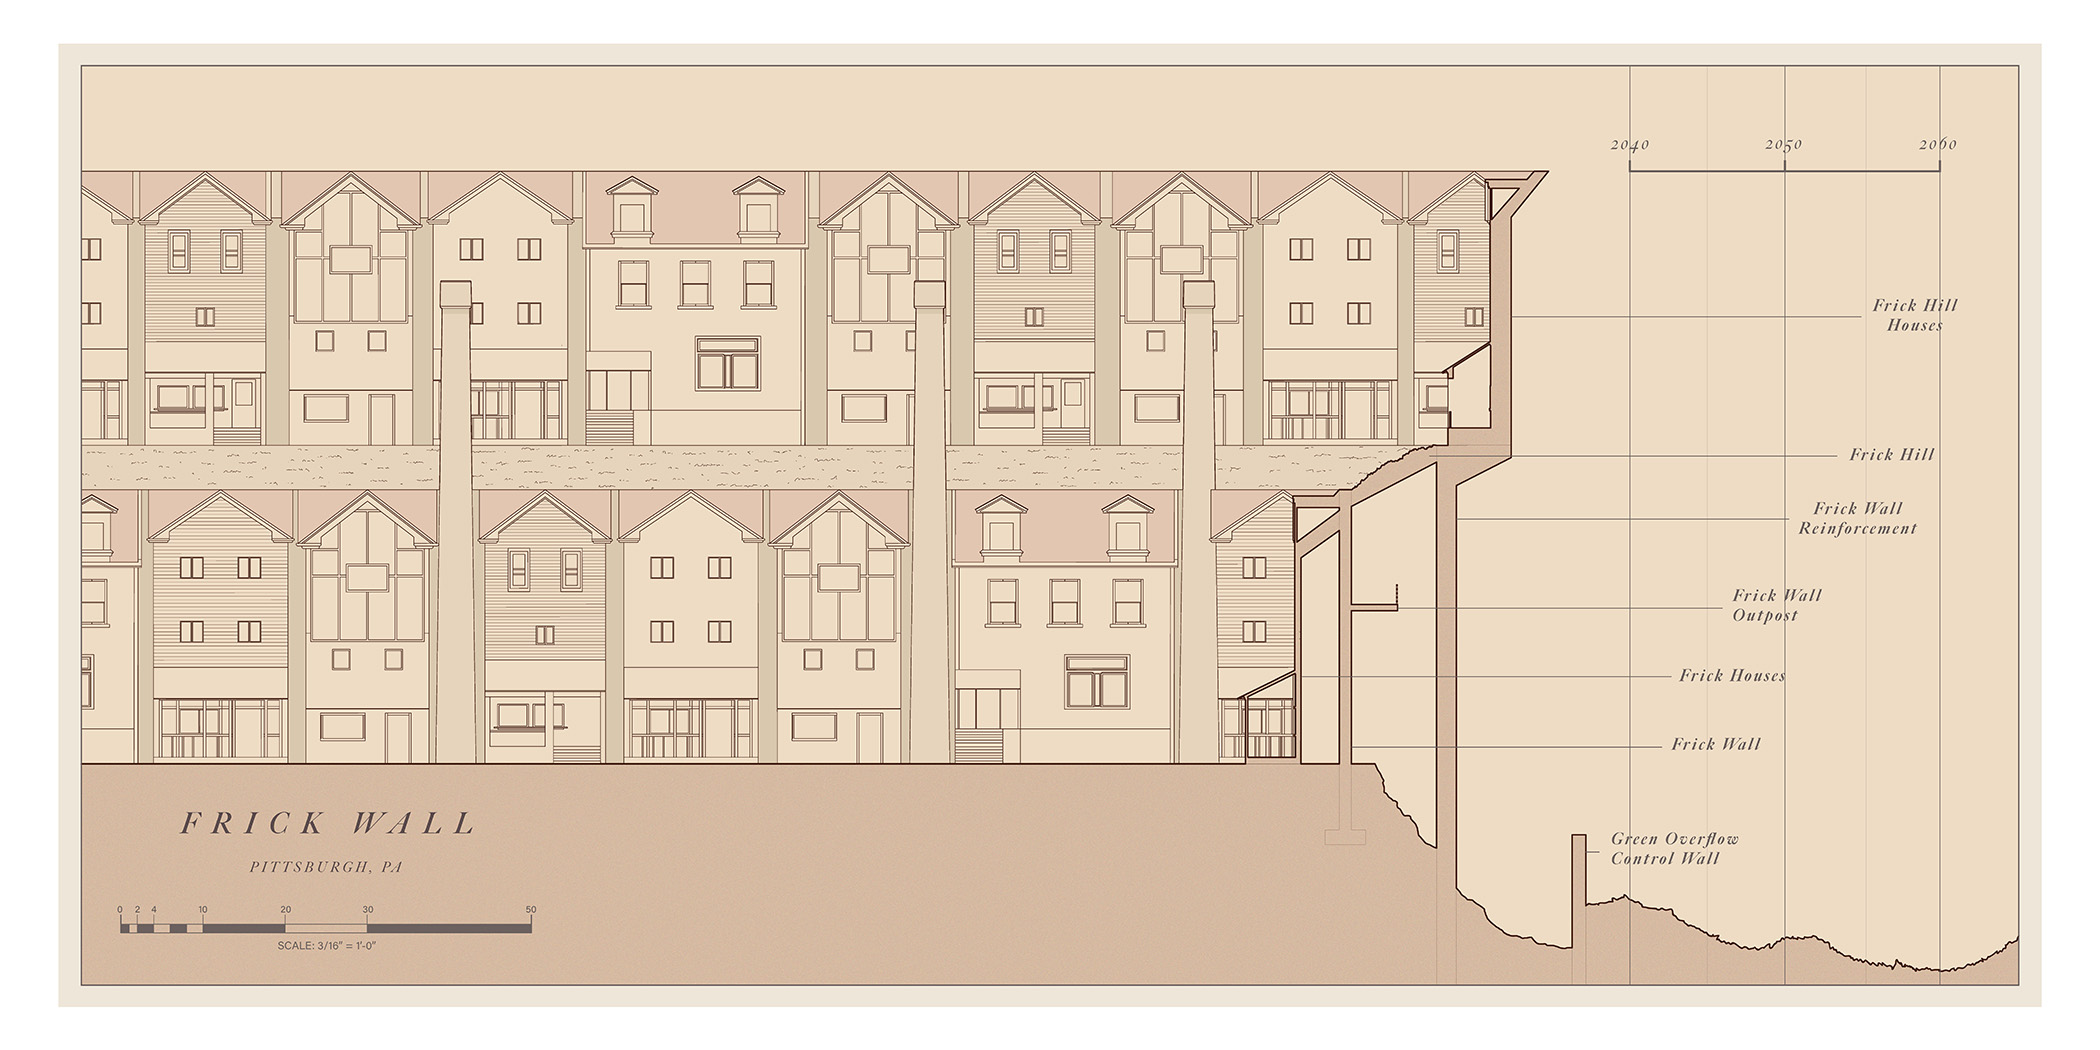 2040 2050 2060
Frick Hill
Houses
Frick Hill
Frick Wall
Reinforcement
Frick Wall
Outpost
Frick Houses
Frick Wall
Green Overflow
Control Wall
FRICK WALL
PITTSBURGH, PA
0 2 4 10 20 30 50
SCALE: 3/16" = 1'-0"